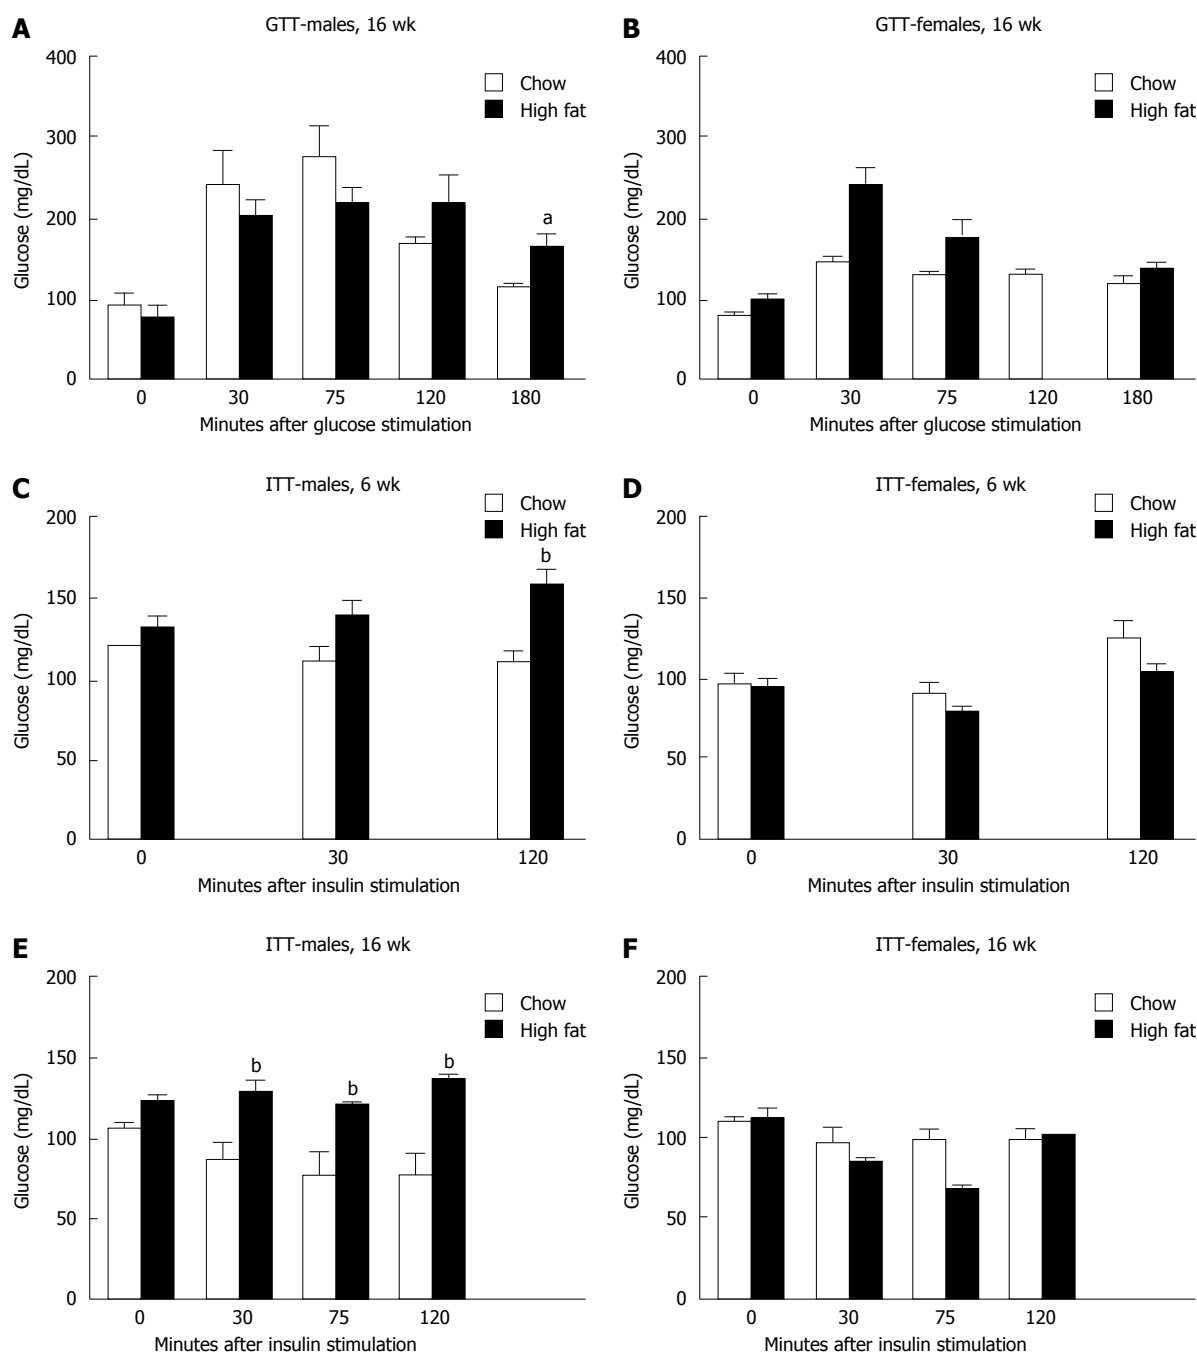 A
GTT-males, 16 wk
400
300
200
100
0
Glucose (mg/dL)
Chow
High fat
a
0 30 75 120 180
Minutes after glucose stimulation
B
GTT-females, 16 wk
400
300
200
100
0
Glucose (mg/dL)
Chow
High fat
0 30 75 120 180
Minutes after glucose stimulation
C
ITT-males, 6 wk
200
150
100
50
0
Glucose (mg/dL)
Chow
High fat
b
0 30 120
Minutes after insulin stimulation
D
ITT-females, 6 wk
200
150
100
50
0
Glucose (mg/dL)
Chow
High fat
0 30 120
Minutes after insulin stimulation
E
ITT-males, 16 wk
200
150
100
50
0
Glucose (mg/dL)
Chow
High fat
b b b
0 30 75 120
Minutes after insulin stimulation
F
ITT-females, 16 wk
200
150
100
50
0
Glucose (mg/dL)
Chow
High fat
0 30 75 120
Minutes after insulin stimulation